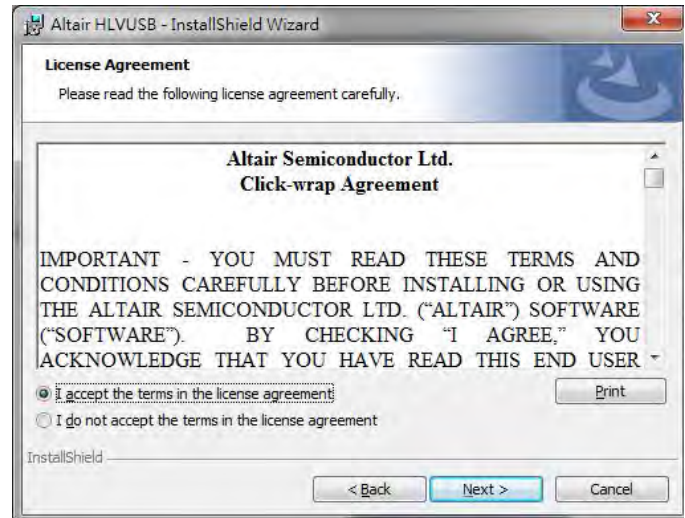 Altair HLVUSB - InstallShield Wizard
License Agreement
Please read the following license agreement carefully.
Altair Semiconductor Ltd.
Click-wrap Agreement
IMPORTANT - YOU MUST READ THESE TERMS AND
CONDITIONS CAREFULLY BEFORE INSTALLING OR USING
THE ALTAIR SEMICONDUCTOR LTD. (“ALTAIR”) SOFTWARE
(“SOFTWARE”). BY CHECKING “I AGREE,” YOU
ACKNOWLEDGE THAT YOU HAVE READ THIS END USER
I accept the terms in the license agreement
Print
I do not accept the terms in the license agreement
InstallShield
< Back
Next >
Cancel